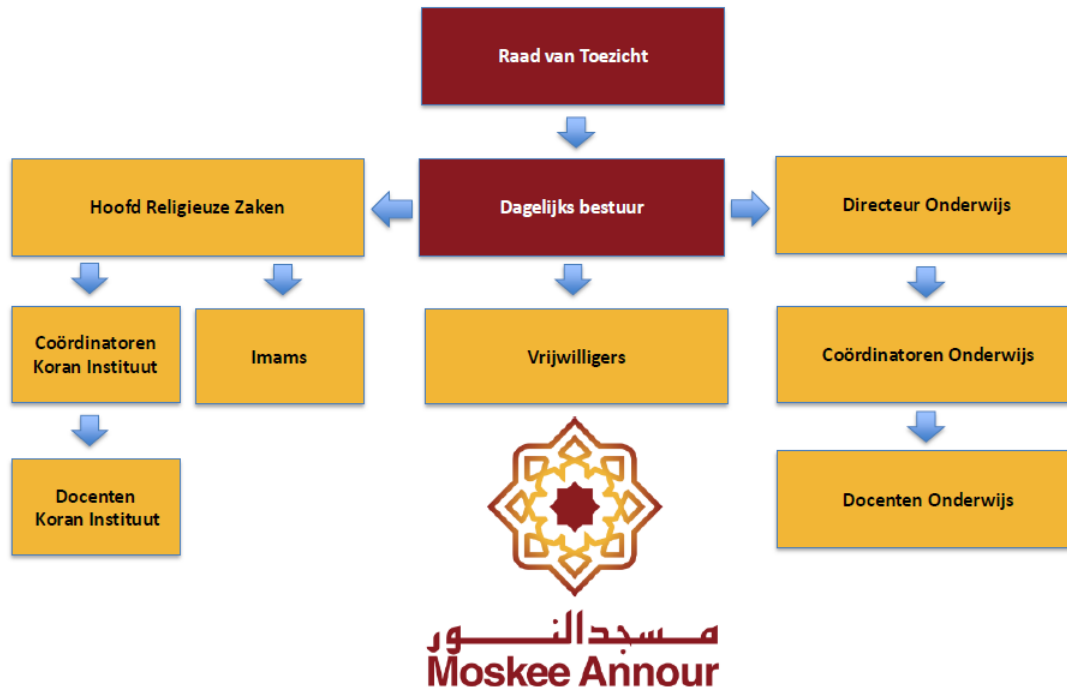 Raad van Toezicht
Hoofd Religieuze Zaken
Dagelijks bestuur
Directeur Onderwijs
Coördinatoren
Koran Instituut
Imams
Vrijwilligers
Coördinatoren Onderwijs
Docenten
Koran Instituut
Docenten Onderwijs
مسجد النور
Moskee Annour